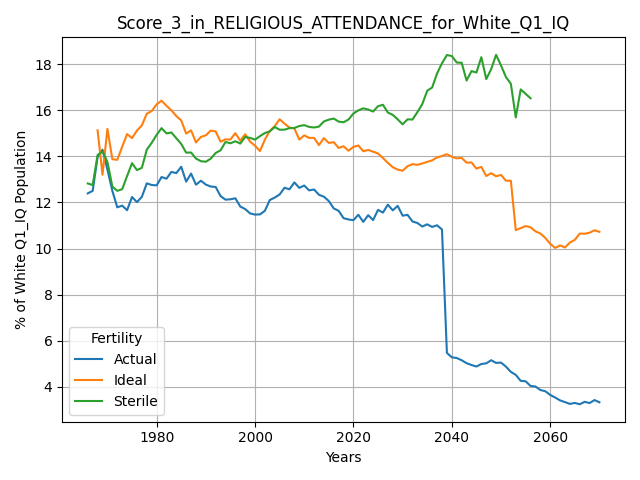 Score_3_in_RELIGIOUS_ATTENDANCE_for_White_Q1_IQ
% of White Q1_IQ Population
18
16
14
12
10
8
6
4
Fertility
Actual
Ideal
Sterile
1980
2000
2020
2040
2060
Years